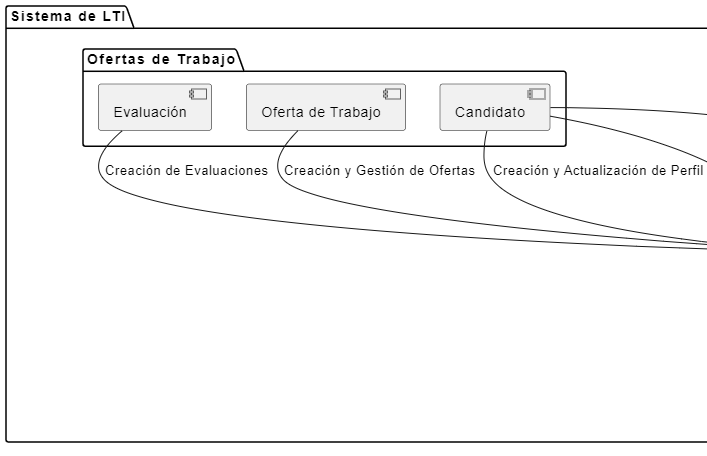 Sistema de LTI
Ofertas de Trabajo
Evaluación
Oferta de Trabajo
Candidato
Creación de Evaluaciones
Creación y Gestión de Ofertas
Creación y Actualización de Perfil